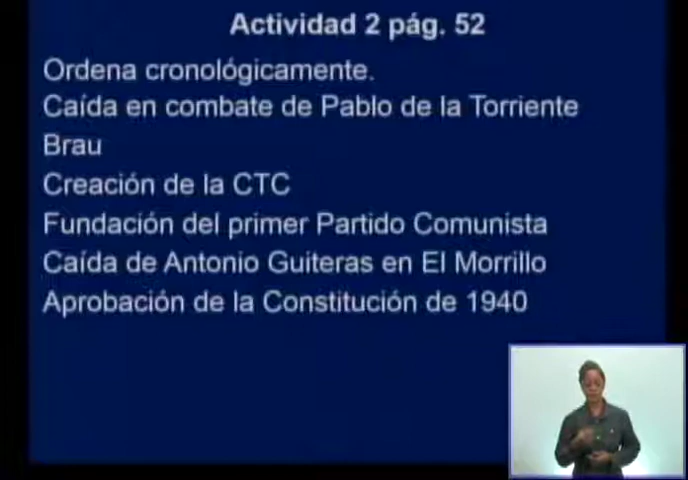 Actividad 2 pág. 52
Ordena cronológicamente.
Caída en combate de Pablo de la Torriente
Brau
Creación de la CTC
Fundación del primer Partido Comunista
Caída de Antonio Guiteras en El Morrillo
Aprobación de la Constitución de 1940